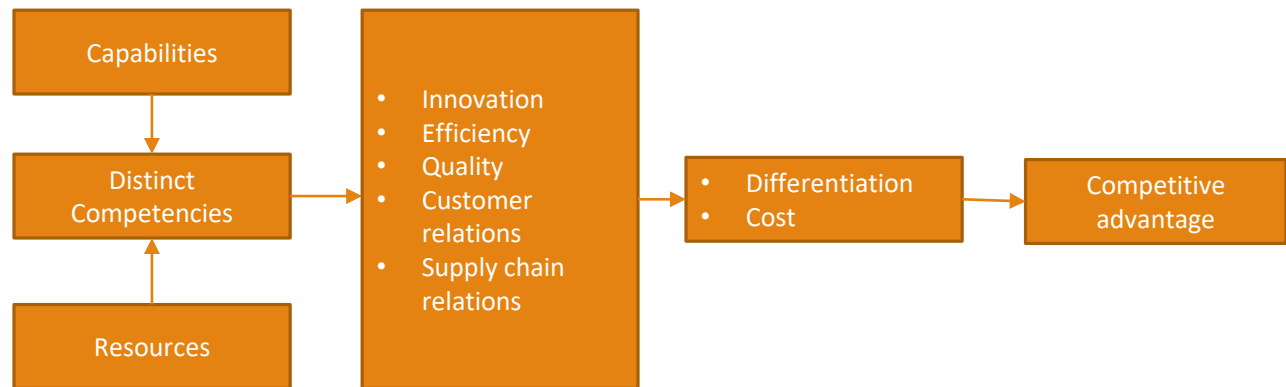 Capabilities
Distinct
Competencies
Resources
• Innovation
• Efficiency
• Quality
• Customer
relations
• Supply chain
relations
• Differentiation
• Cost
Competitive
advantage